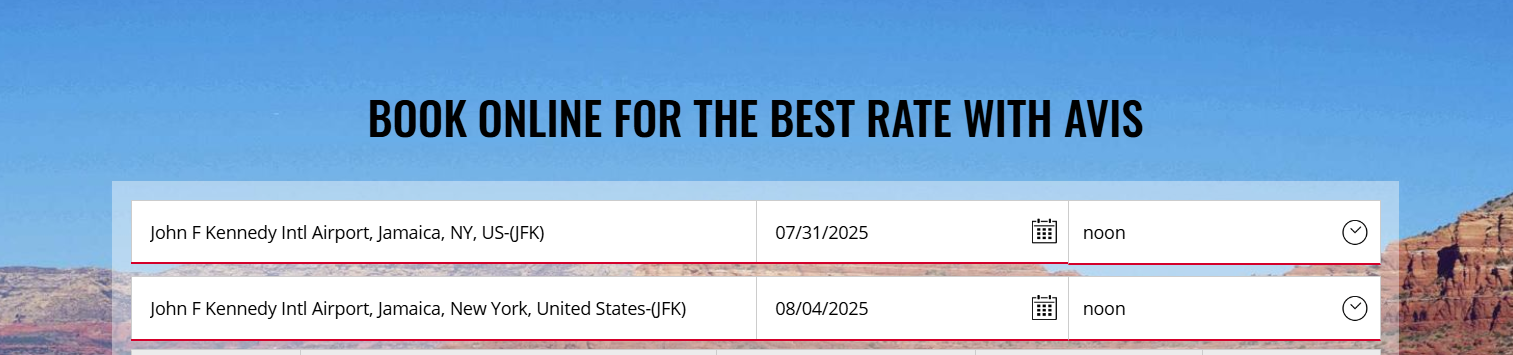 BOOK ONLINE FOR THE BEST RATE WITH AVIS
John F Kennedy Intl Airport, Jamaica, NY, US-(JFK) 07/31/2025 noon
John F Kennedy Intl Airport, Jamaica, New York, United States-(JFK) 08/04/2025 noon